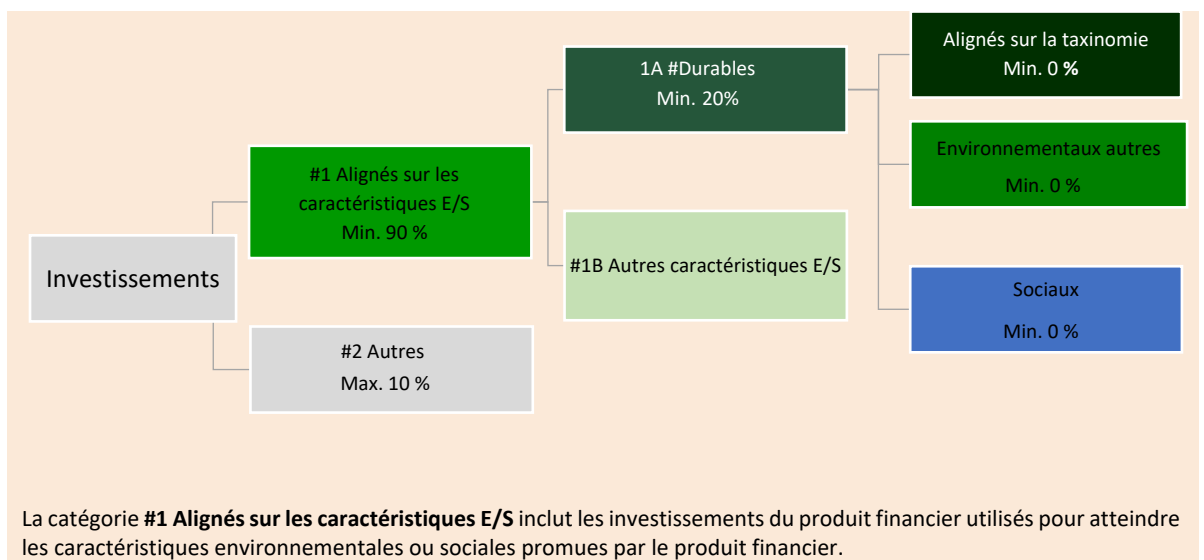 Investissements
#1 Alignés sur les
caractéristiques E/S
Min. 90 %
#2 Autres
Max. 10 %
1A #Durables
Min. 20%
#1B Autres caractéristiques E/S
Alignés sur la taxinomie
Min. 0 %
Environnementaux autres
Min. 0 %
Sociaux
Min. 0 %
La catégorie #1 Alignés sur les caractéristiques E/S inclut les investissements du produit financier utilisés pour atteindre
les caractéristiques environnementales ou sociales promues par le produit financier.